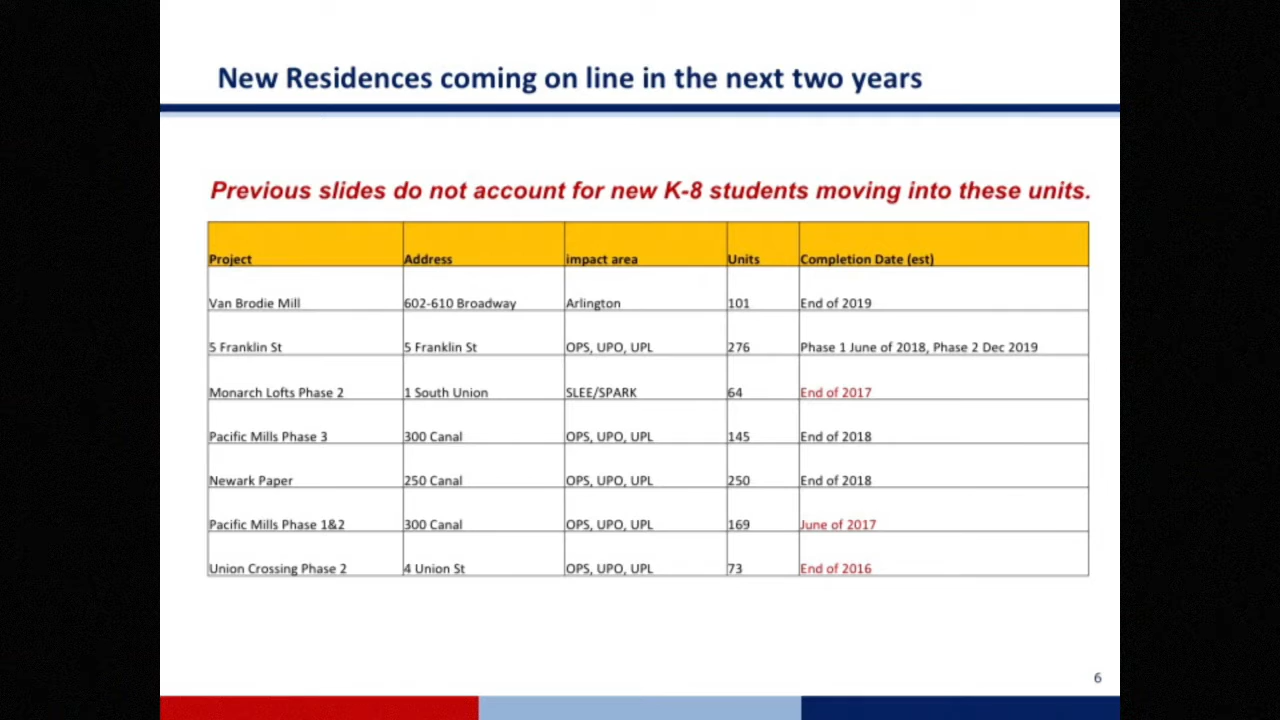 New Residences coming on line in the next two years
Previous slides do not account for new K-8 students moving into these units.
Project Address impact area Units Completion Date (est)
Van Brodie Mill 602-610 Broadway Arlington 101 End of 2019
5 Franklin St 5 Franklin St OPS, UPO, UPL 276 Phase 1 June of 2018, Phase 2 Dec 2019
Monarch Lofts Phase 2 1 South Union SLEE/SPARK 64 End of 2017
Pacific Mills Phase 3 300 Canal OPS, UPO, UPL 145 End of 2018
Newark Paper 250 Canal OPS, UPO, UPL 250 End of 2018
Pacific Mills Phase 1&2 300 Canal OPS, UPO, UPL 169 June of 2017
Union Crossing Phase 2 4 Union St OPS, UPO, UPL 73 End of 2016
6